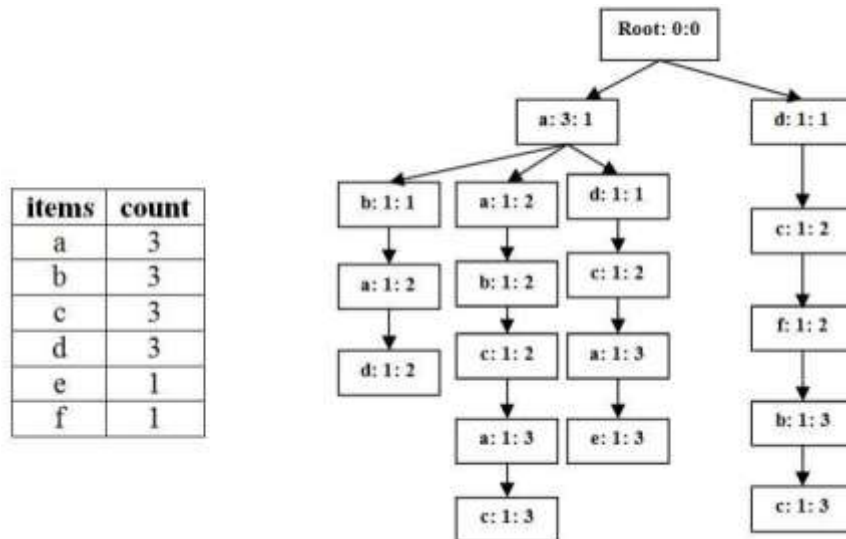 items count
a 3
b 3
c 3
d 3
e 1
f 1
Root: 0:0
a: 3: 1
d: 1: 1
b: 1: 1
a: 1: 2
d: 1: 1
a: 1: 2
b: 1: 2
c: 1: 2
c: 1: 2
d: 1: 2
c: 1: 2
a: 1: 3
f: 1: 2
a: 1: 3
e: 1: 3
b: 1: 3
c: 1: 3
c: 1: 3